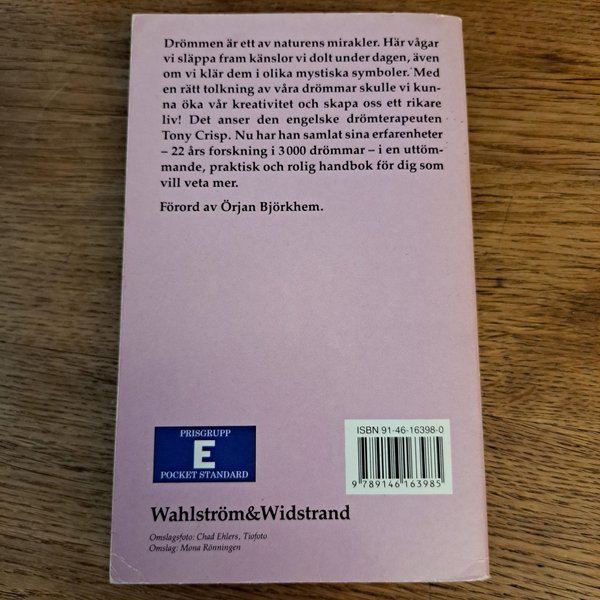 Drömmen är ett av naturens mirakler. Här vågar
vi släppa fram känslor vi dolt under dagen, även
om vi klär dem i olika mystiska symboler. Med
en rätt tolkning av våra drömmar skulle vi kun-
na öka vår kreativitet och skapa oss ett rikare
liv! Det anser den engelske drömterapeuten
Tony Crisp. Nu har han samlat sina erfarenheter
– 22 års forskning i 3 000 drömmar – i en uttöm-
mande, praktisk och rolig handbok för dig som
vill veta mer.
Förord av Örjan Björkhem.
ISBN 91-46-16398-0
9 789146 163985
PRISGRUPP
E
POCKET STANDARD
Wahlström&Widstrand
Omslagsfoto: Chad Ehlers, Tiofoto
Omslag: Mona Rönningen